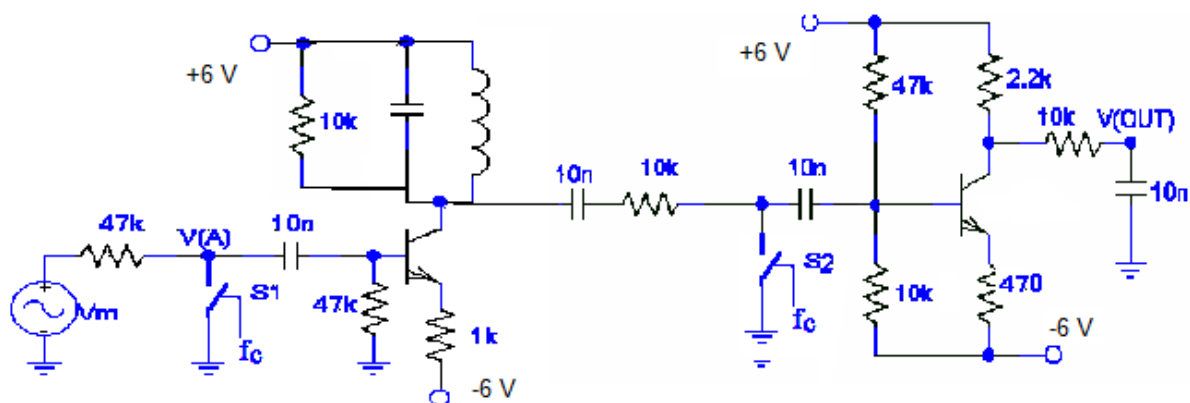 +6 V
10k
47k
V(A)
10n
S1
Vm
fc
47k
1k
-6 V
10n
10k
10n
S2
fc
+6 V
47k
2.2k
10k
V(OUT)
10n
10k
470
-6 V